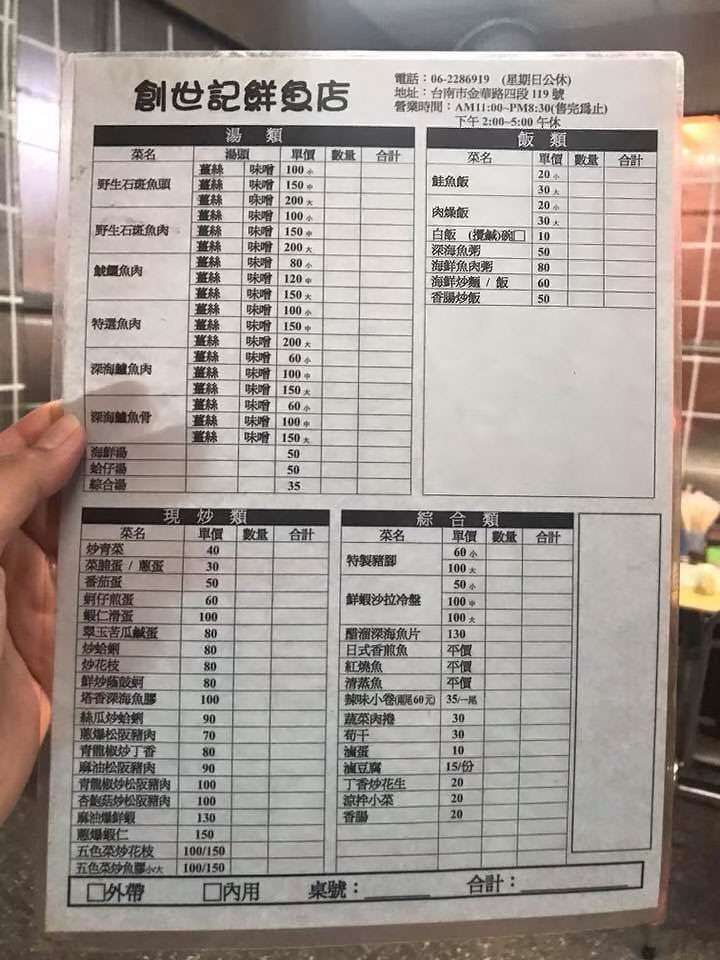 創世記鮮魚店
電話：06-2286919 (星期日公休)
地址：台南市金華路四段 119 號
營業時間：AM11:00~PM8:30(售完為止)
下午 2:00~5:00 午休
湯 類
菜名 湯頭 單價 數量 合計
野生石斑魚頭 薑絲 味噌 100 小
薑絲 味噌 150 中
薑絲 味噌 200 大
野生石斑魚肉 薑絲 味噌 100 小
薑絲 味噌 150 中
薑絲 味噌 200 大
魚肉 薑絲 味噌 80 小
薑絲 味噌 120 中
薑絲 味噌 150 大
特選魚肉 薑絲 味噌 100 小
薑絲 味噌 150 中
薑絲 味噌 200 大
深海鱸魚肉 薑絲 味噌 60 小
薑絲 味噌 100 中
薑絲 味噌 150 大
深海鱸魚骨 薑絲 味噌 60 小
薑絲 味噌 100 中
薑絲 味噌 150 大
海鮮湯 50
蛤仔湯 50
綜合湯 35
飯 類
菜名 單價 數量 合計
鮭魚飯 20 小
30 大
肉燥飯 20 小
30 大
白飯 (攪鹹)碗□ 10
深海魚粥 50
海鮮魚肉粥 80
海鮮炒麵 / 飯 60
香腸炒飯 50
現 炒 類
菜名 單價 數量 合計
炒青菜 40
菜脯蛋 / 蔥蛋 30
番茄蛋 50
蚵仔煎蛋 60
蝦仁滑蛋 100
翠玉苦瓜鹹蛋 80
炒蛤蜊 80
炒花枝 80
鮮炒蔭鼓蚵 80
塔香深海魚膠 100
絲瓜炒蛤蜊 90
蔥爆松阪豬肉 70
青龍椒炒丁香 80
麻油松阪豬肉 90
青龍椒炒松阪豬肉 100
杏鮑菇炒松阪豬肉 100
麻油爆鮮蝦 130
蔥爆蝦仁 150
五色菜炒花枝 100/150
五色菜炒魚膠小大 100/150
綜 合 類
菜名 單價 數量 合計
特製豬腳 60 小
100 大
鮮蝦沙拉冷盤 50 小
100 中
100 大
醋溜深海魚片 130
日式香煎魚 平價
紅燒魚 平價
清蒸魚 平價
辣味小卷(兩尾60元) 35/一尾
蔬菜肉捲 30
筍干 30
滷蛋 10
滷豆腐 15/份
丁香炒花生 20
涼拌小菜 20
香腸 20
□外帶 □內用 桌號：______ 合計：____________